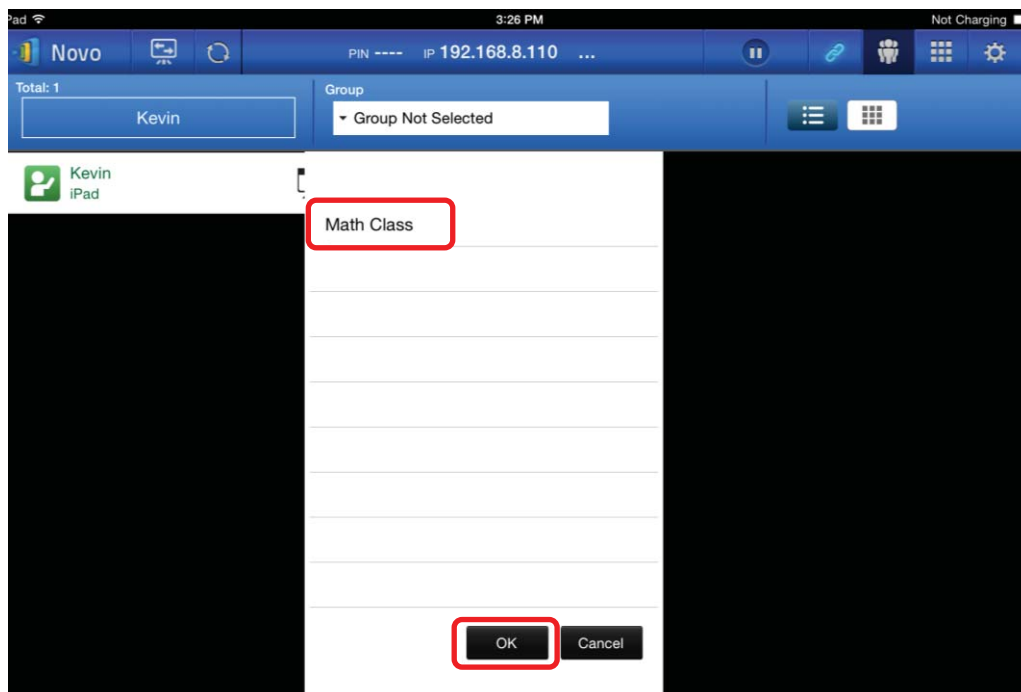 Pad 3:26 PM Not Charging
Novo PIN ---- IP 192.168.8.110 ...
Total: 1 Group
Kevin Group Not Selected
Kevin
iPad
Math Class
OK Cancel